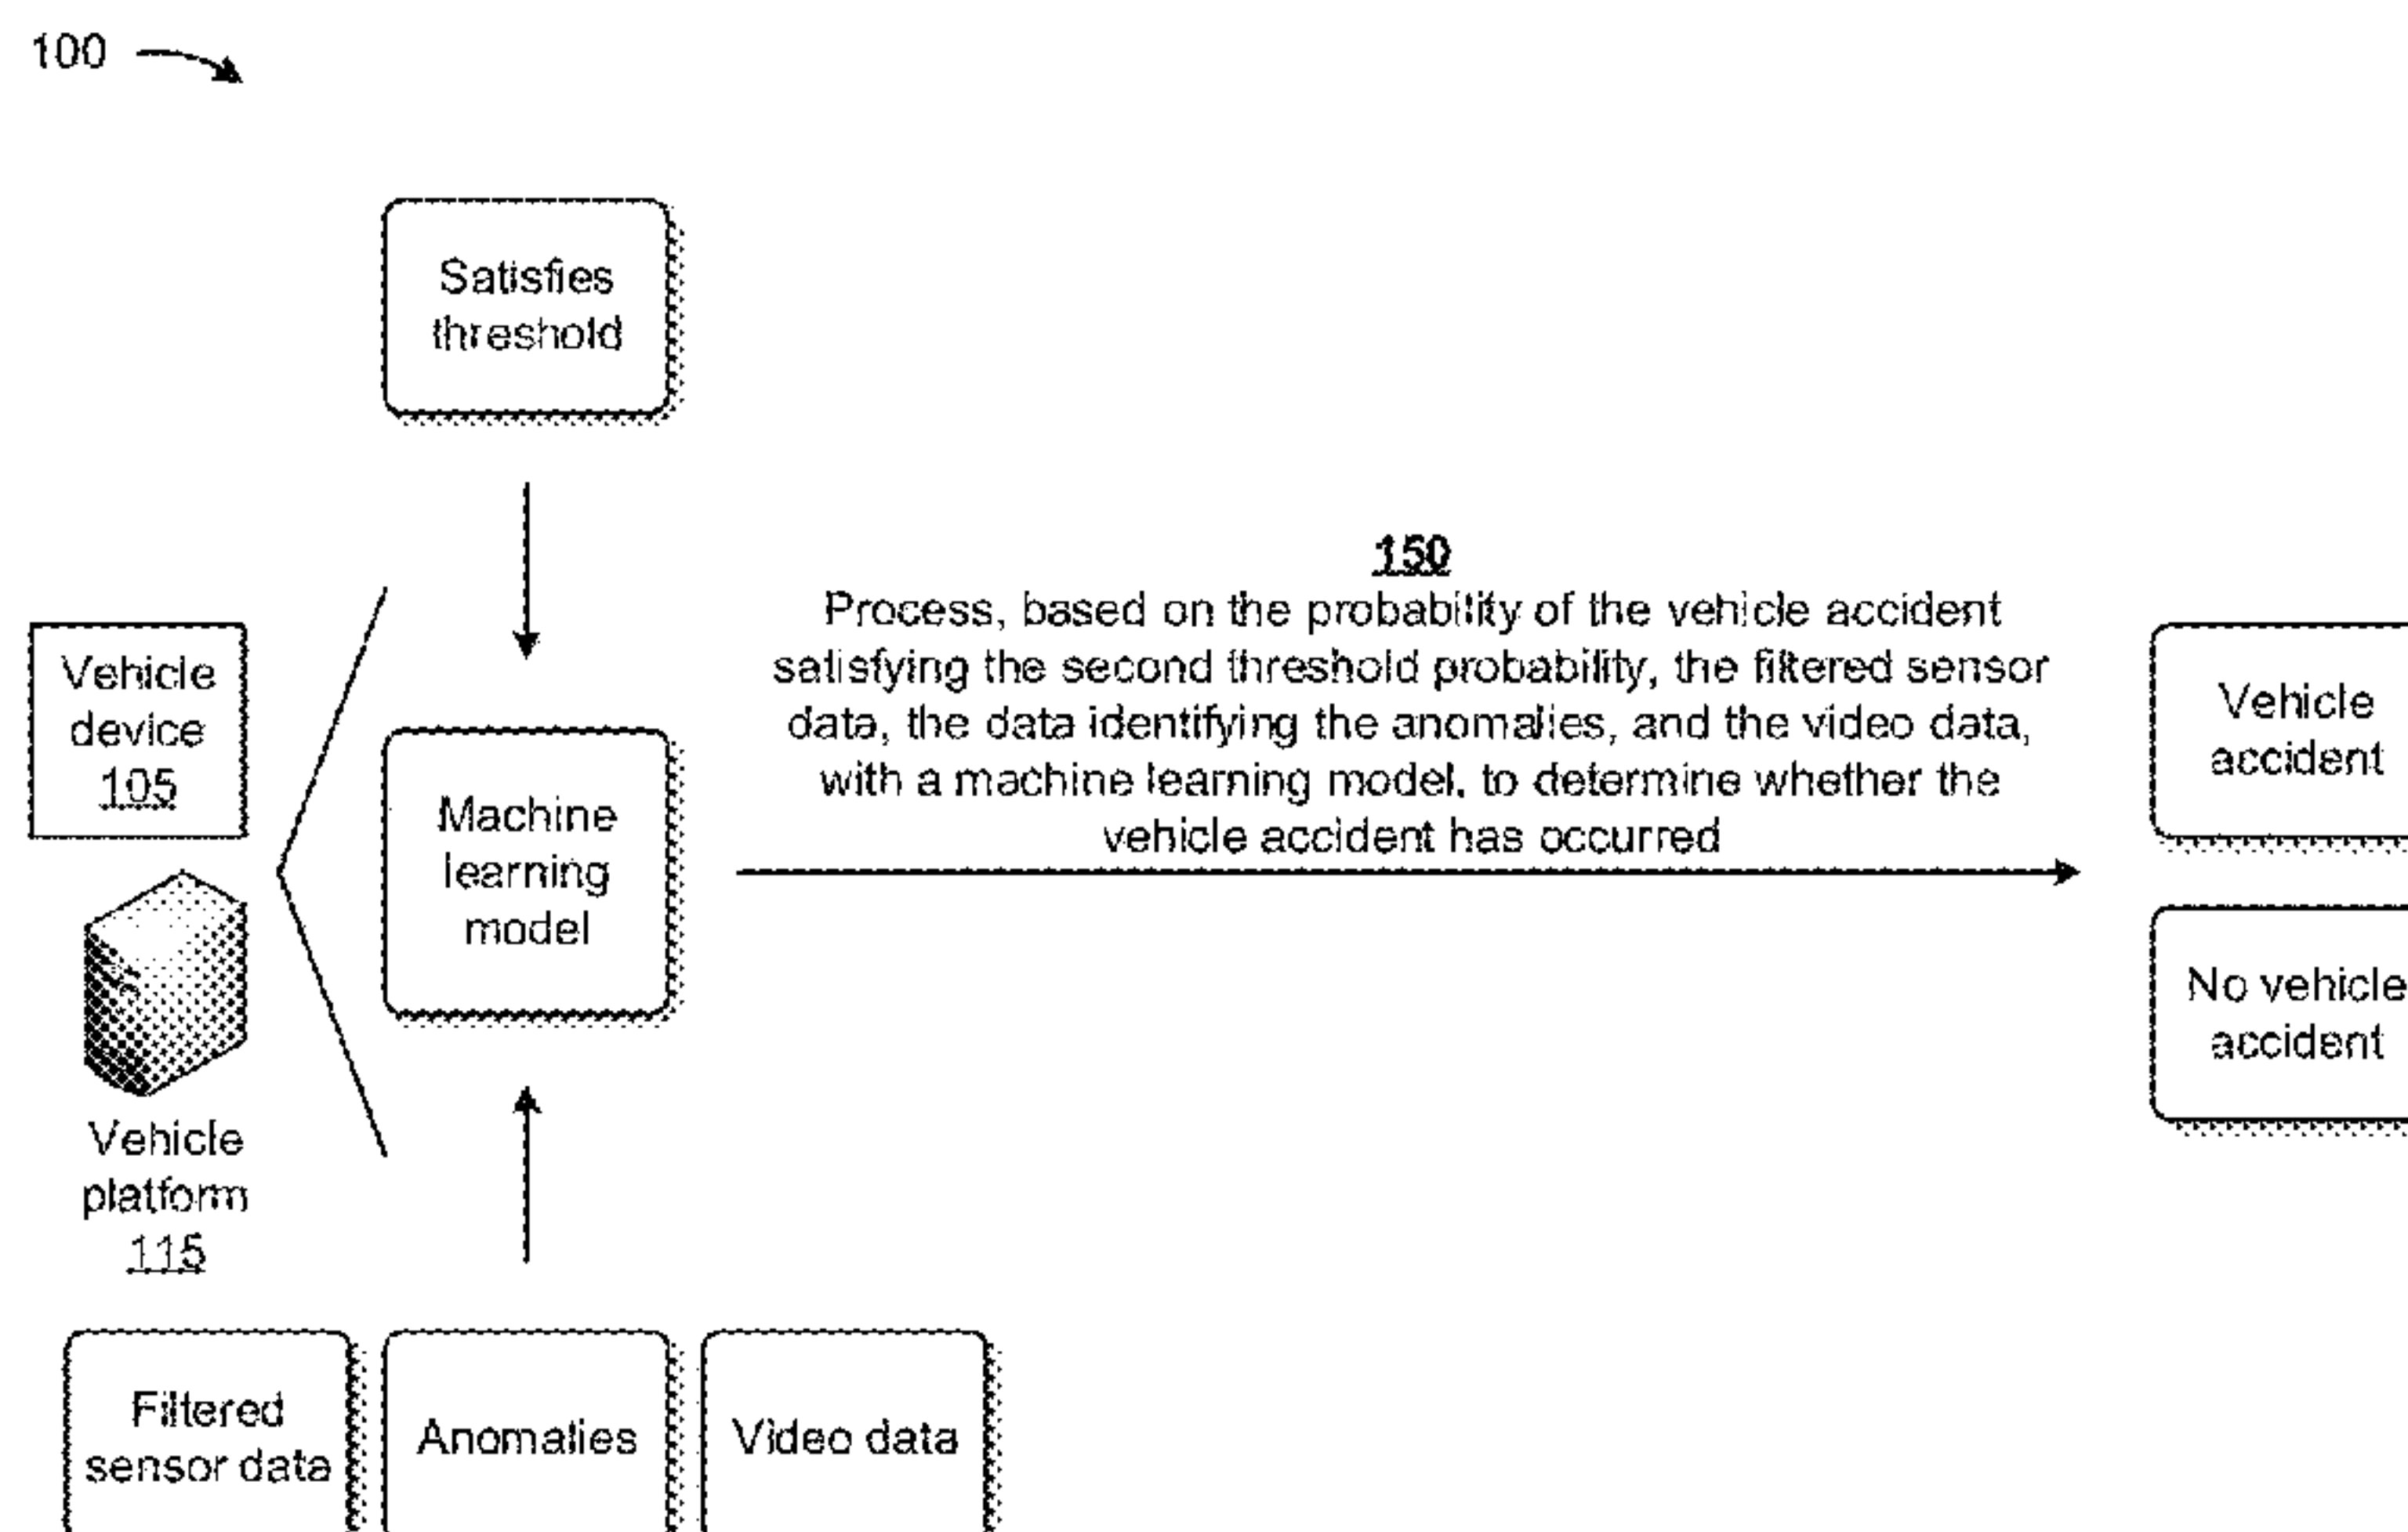 100
Satisfies
threshold
150
Process, based on the probability of the vehicle accident
satisfying the second threshold probability, the filtered sensor
data, the data identifying the anomalies, and the video data,
with a machine learning model, to determine whether the
vehicle accident has occurred
Vehicle
device
105
Machine
learning
model
Vehicle
accident
No vehicle
accident
Vehicle
platform
115
Filtered
sensor data
Anomalies
Video data